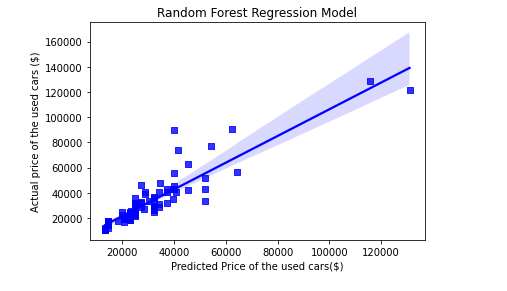 Random Forest Regression Model
160000
140000
120000
100000
80000
60000
40000
20000
Actual price of the used cars ($)
20000 40000 60000 80000 100000 120000
Predicted Price of the used cars($)